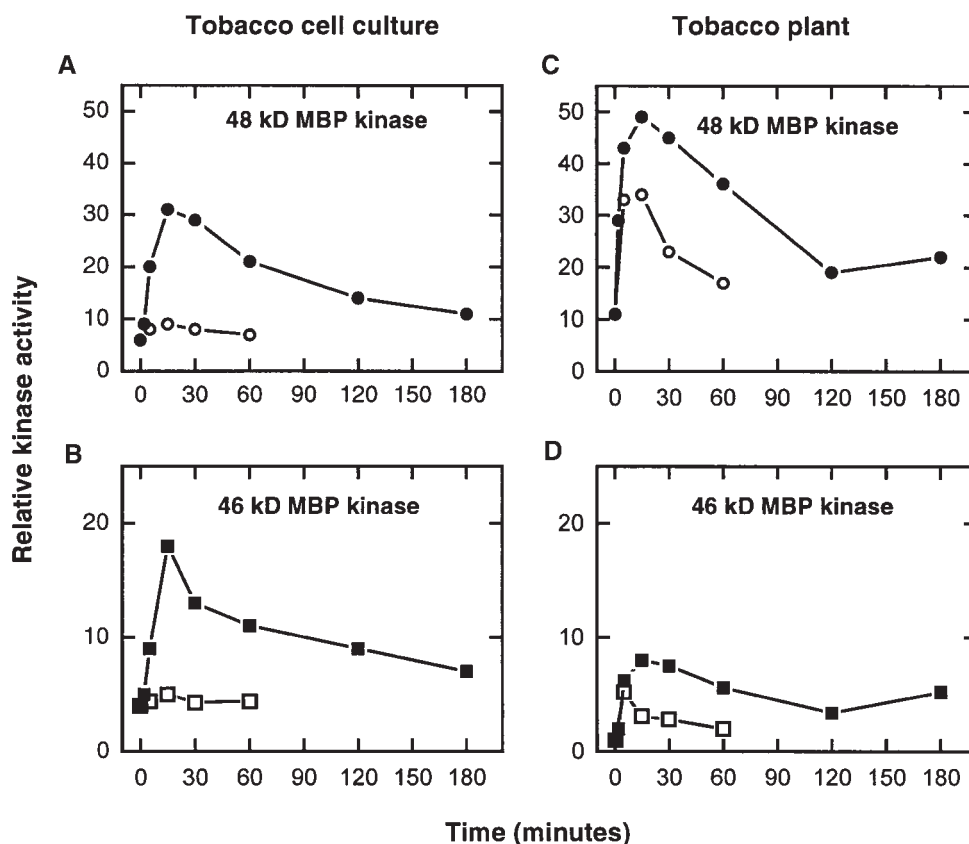 Tobacco cell culture
Tobacco plant
A
48 kD MBP kinase
50
40
30
20
10
0
0 30 60 90 120 150 180
C
48 kD MBP kinase
50
40
30
20
10
0
0 30 60 90 120 150 180
B
46 kD MBP kinase
20
10
0
0 30 60 90 120 150 180
D
46 kD MBP kinase
20
10
0
0 30 60 90 120 150 180
Relative kinase activity
Time (minutes)